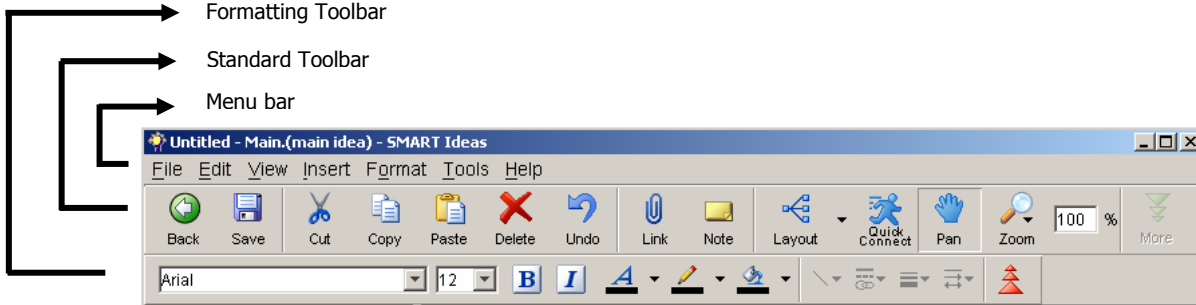 Formatting Toolbar
Standard Toolbar
Menu bar
Untitled - Main.(main idea) - SMART Ideas
File Edit View Insert Format Tools Help
Back Save Cut Copy Paste Delete Undo Link Note Layout Quick Connect Pan Zoom 100 % More
Arial 12 B I A